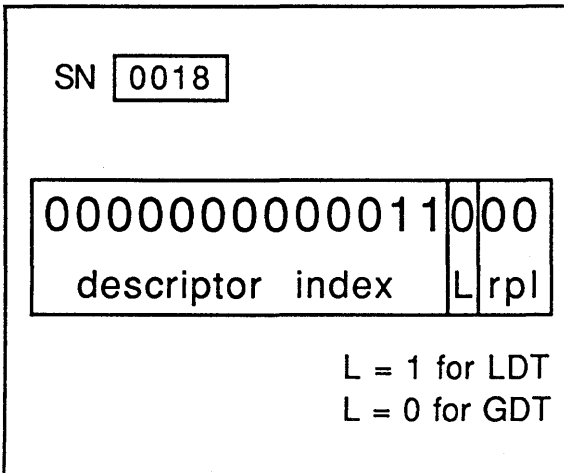 SN 0018
0000000000011 0 00
descriptor index L rpl
L = 1 for LDT
L = 0 for GDT